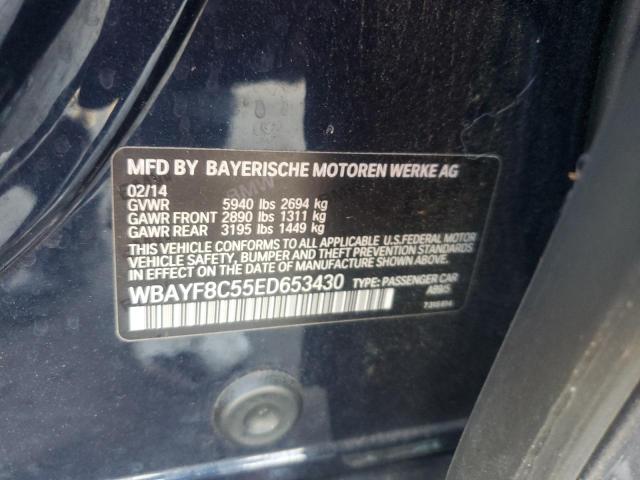 MFD BY BAYERISCHE MOTOREN WERKE AG
02/14
GVWR 5940 lbs 2694 kg
GAWR FRONT 2890 lbs 1311 kg
GAWR REAR 3195 lbs 1449 kg
THIS VEHICLE CONFORMS TO ALL APPLICABLE U.S. FEDERAL MOTOR
VEHICLE SAFETY, BUMPER, AND THEFT PREVENTION STANDARDS
IN EFFECT ON THE DATE OF MANUFACTURE SHOWN ABOVE.
WBAYF8C55ED653430 TYPE: PASSENGER CAR